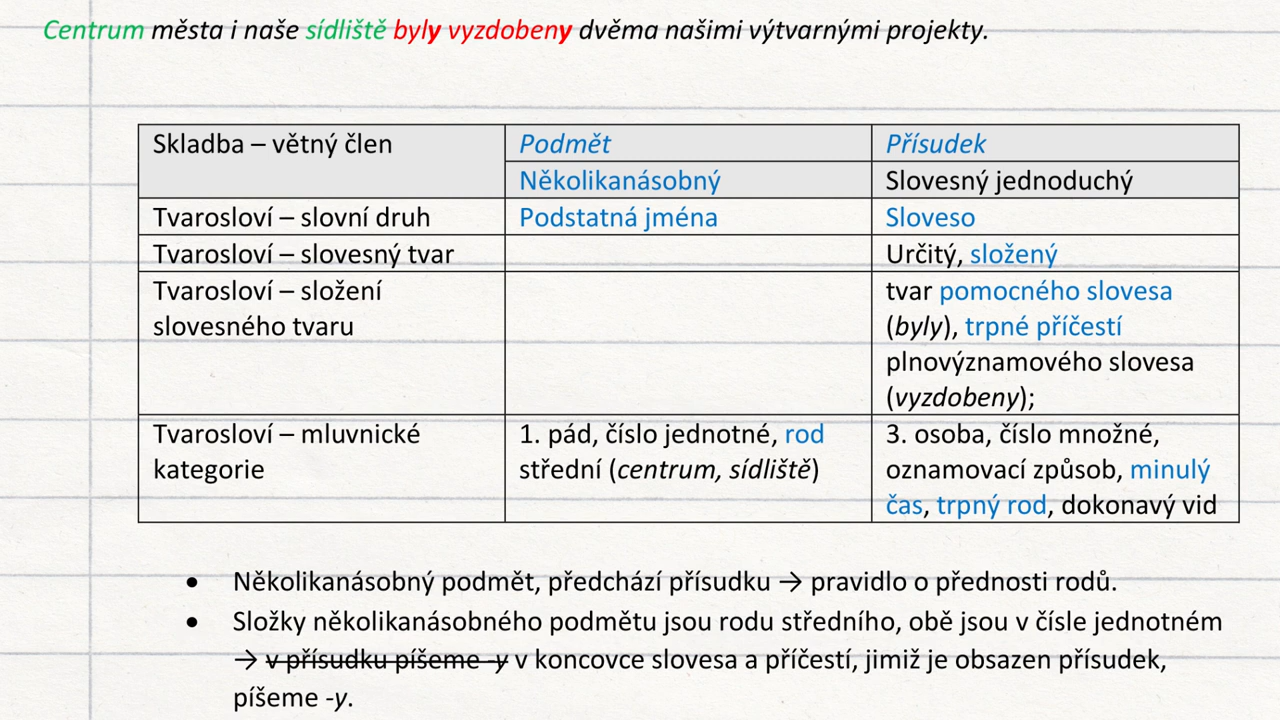 Centrum města i naše sídliště byly vyzdobeny dvěma našimi výtvarnými projekty.
Skladba – větný člen
Podmět
Přísudek
Několikanásobný
Slovesný jednoduchý
Tvarosloví – slovní druh
Podstatná jména
Sloveso
Tvarosloví – slovesný tvar
Určitý, složený
Tvarosloví – složení
slovesného tvaru
tvar pomocného slovesa
(byly), trpné příčestí
plnovýznamového slovesa
(vyzdobeny);
Tvarosloví – mluvnické
kategorie
1. pád, číslo jednotné, rod
střední (centrum, sídliště)
3. osoba, číslo množné,
oznamovací způsob, minulý
čas, trpný rod, dokonavý vid
• Několikanásobný podmět, předchází přísudku → pravidlo o přednosti rodů.
• Složky několikanásobného podmětu jsou rodu středního, obě jsou v čísle jednotném
→ v přísudku píšeme -y v koncovce slovesa a příčestí, jimiž je obsazen přísudek,
píšeme -y.